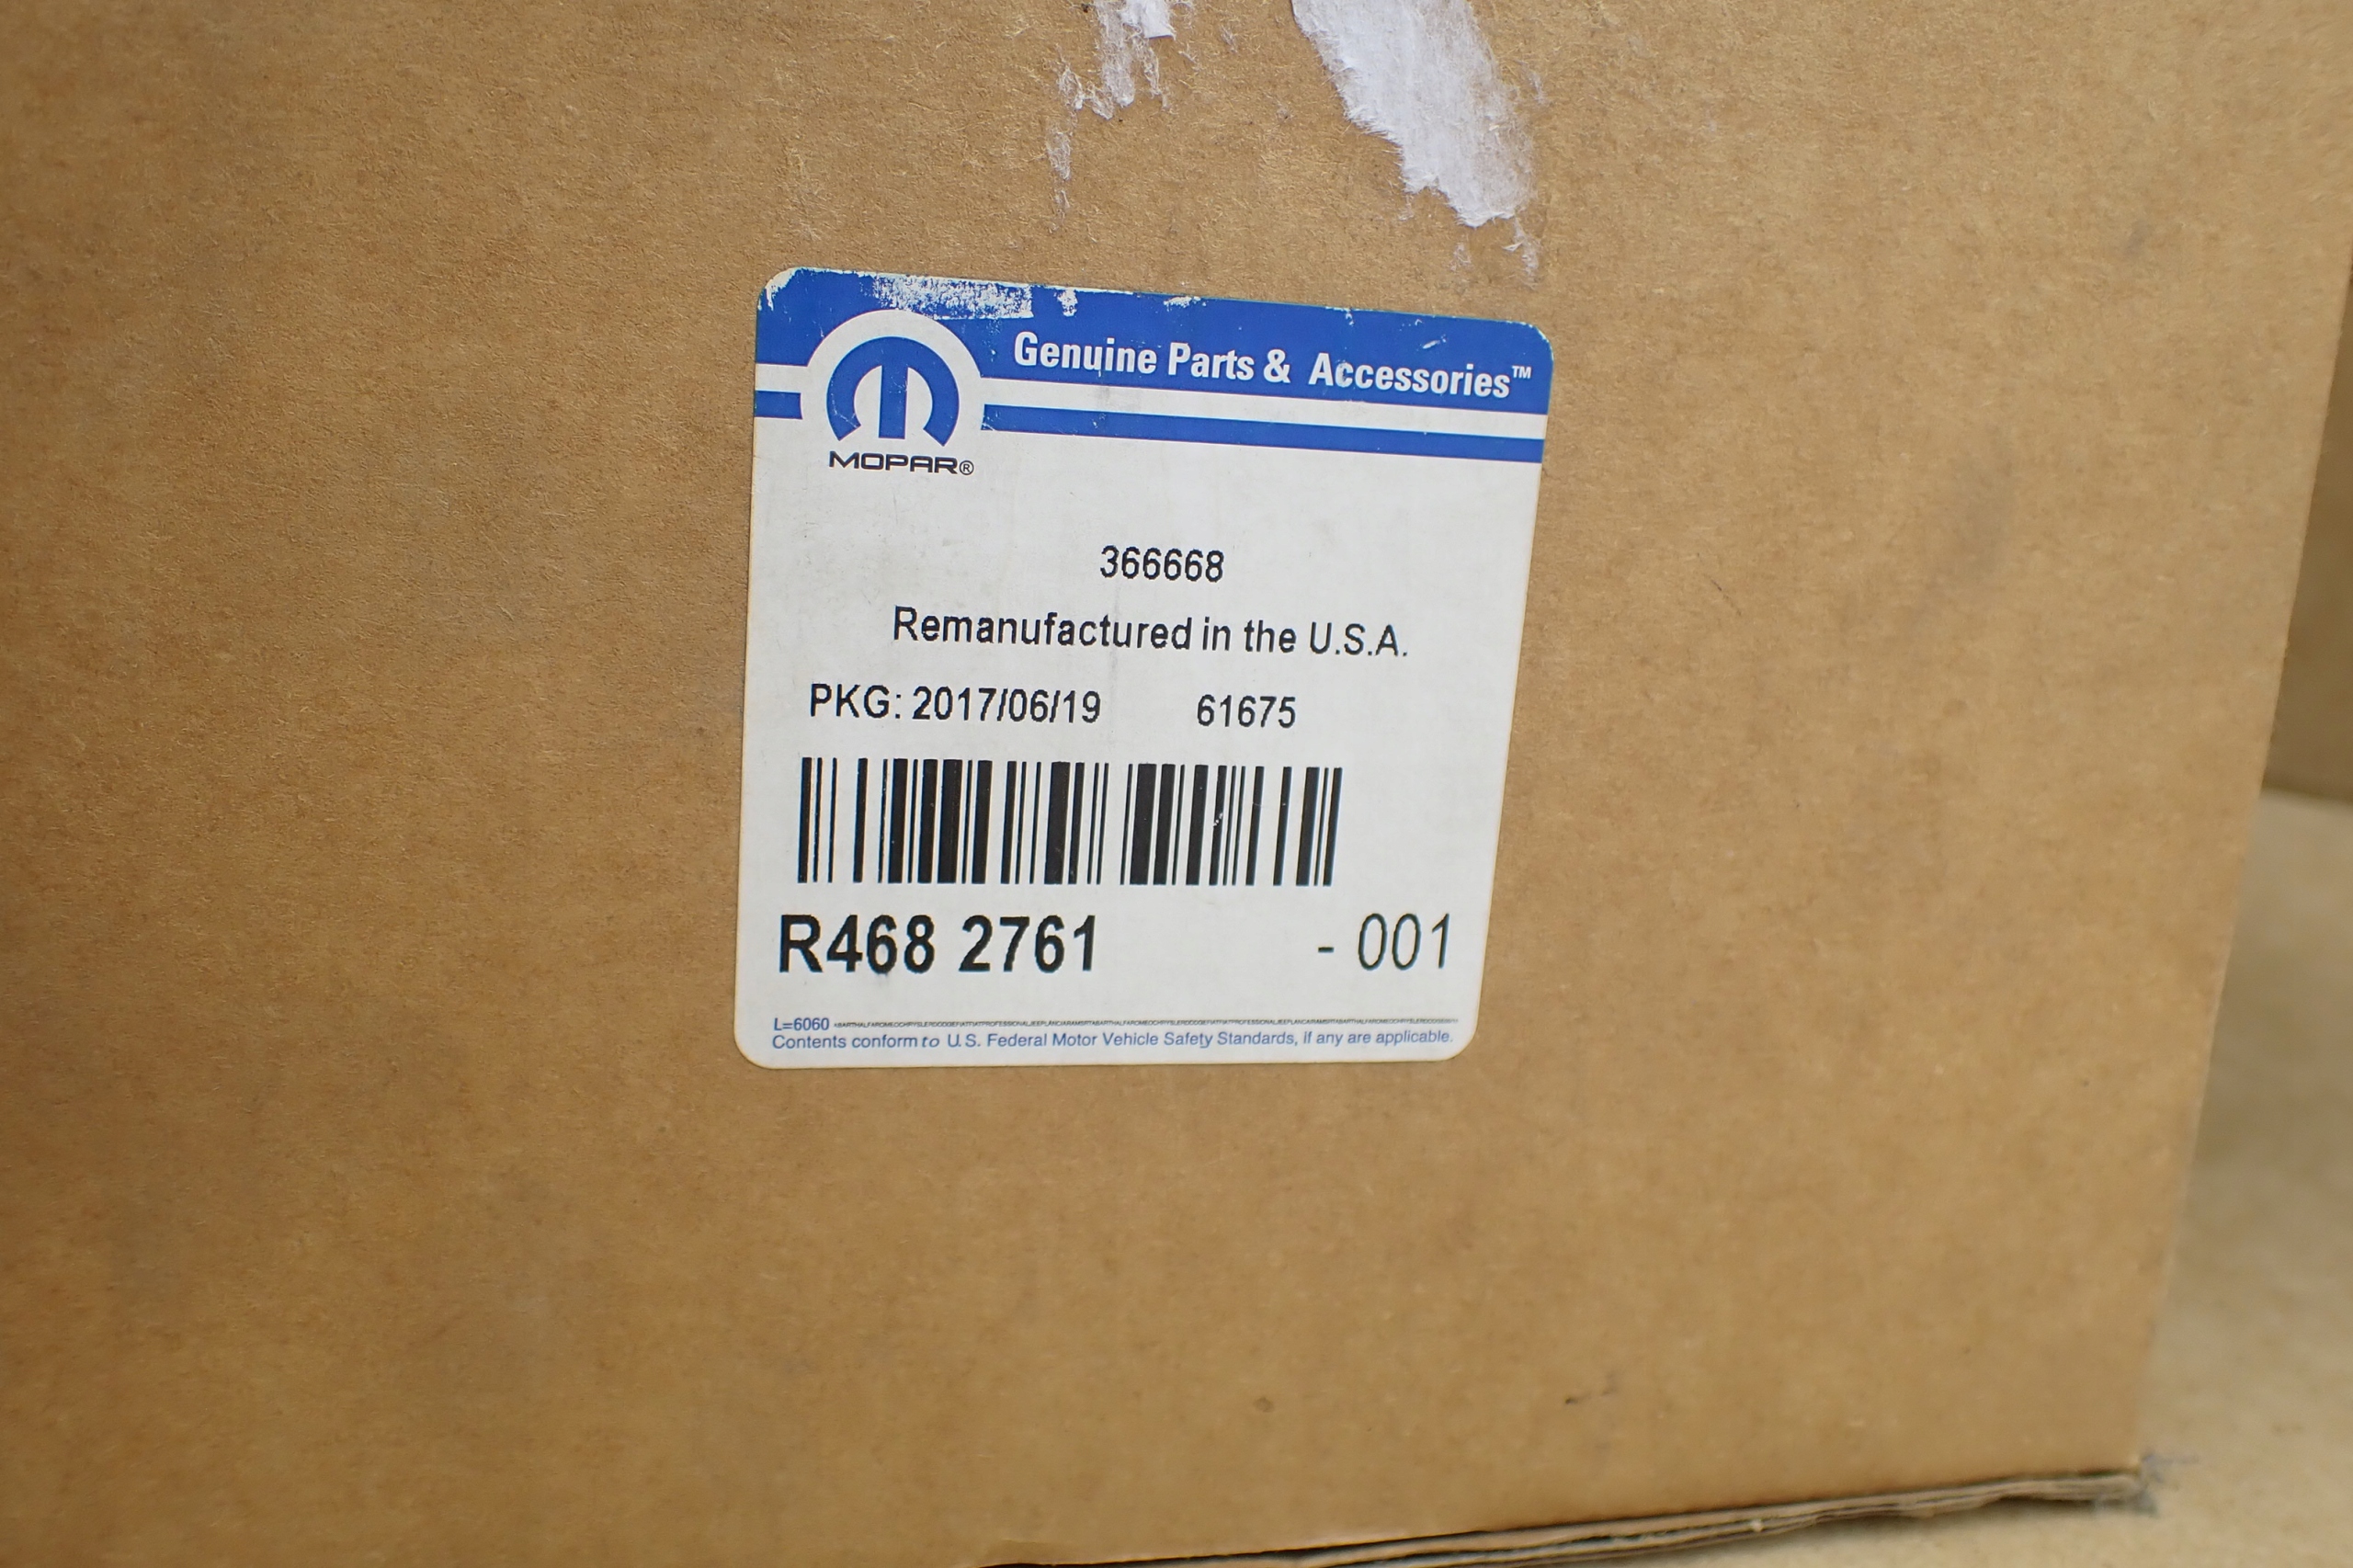 Genuine Parts & Accessories™
MOPAR®
366668
Remanufactured in the U.S.A.
PKG: 2017/06/19 61675
R468 2761 - 001
L=6060
Contents conform to U.S. Federal Motor Vehicle Safety Standards, if any are applicable.